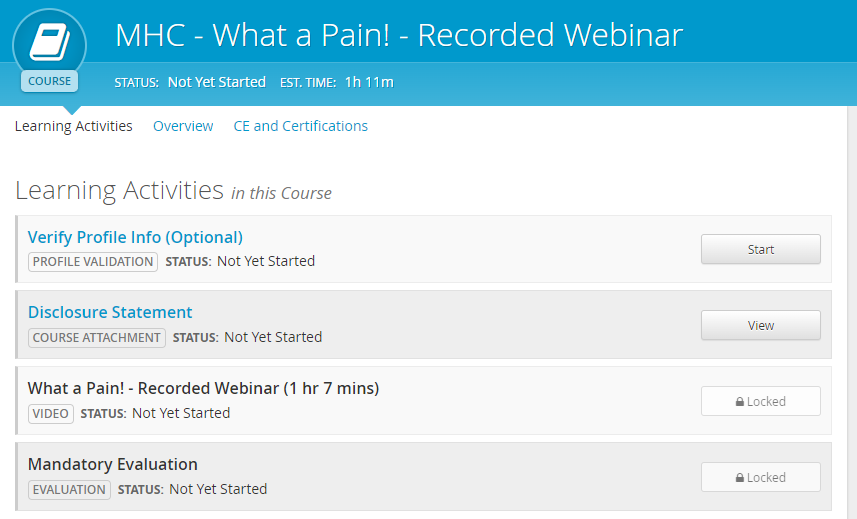 MHC - What a Pain! - Recorded Webinar
COURSE
STATUS: Not Yet Started EST. TIME: 1h 11m
Learning Activities Overview CE and Certifications
Learning Activities in this Course
Verify Profile Info (Optional)
PROFILE VALIDATION STATUS: Not Yet Started
Start
Disclosure Statement
COURSE ATTACHMENT STATUS: Not Yet Started
View
What a Pain! - Recorded Webinar (1 hr 7 mins)
VIDEO STATUS: Not Yet Started
Locked
Mandatory Evaluation
EVALUATION STATUS: Not Yet Started
Locked